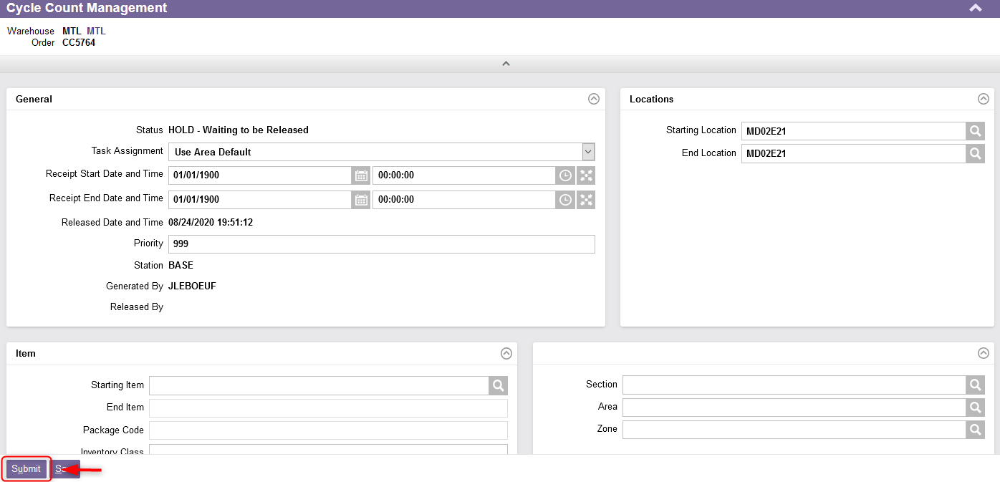 Cycle Count Management
Warehouse MTL MTL
Order CC5764
General
Status HOLD - Waiting to be Released
Task Assignment Use Area Default
Receipt Start Date and Time 01/01/1900 00:00:00
Receipt End Date and Time 01/01/1900 00:00:00
Released Date and Time 08/24/2020 19:51:12
Priority 999
Station BASE
Generated By JLEBOEUF
Released By
Locations
Starting Location MD02E21
End Location MD02E21
Item
Starting Item
End Item
Package Code
Inventory Class
Section
Area
Zone
Submit